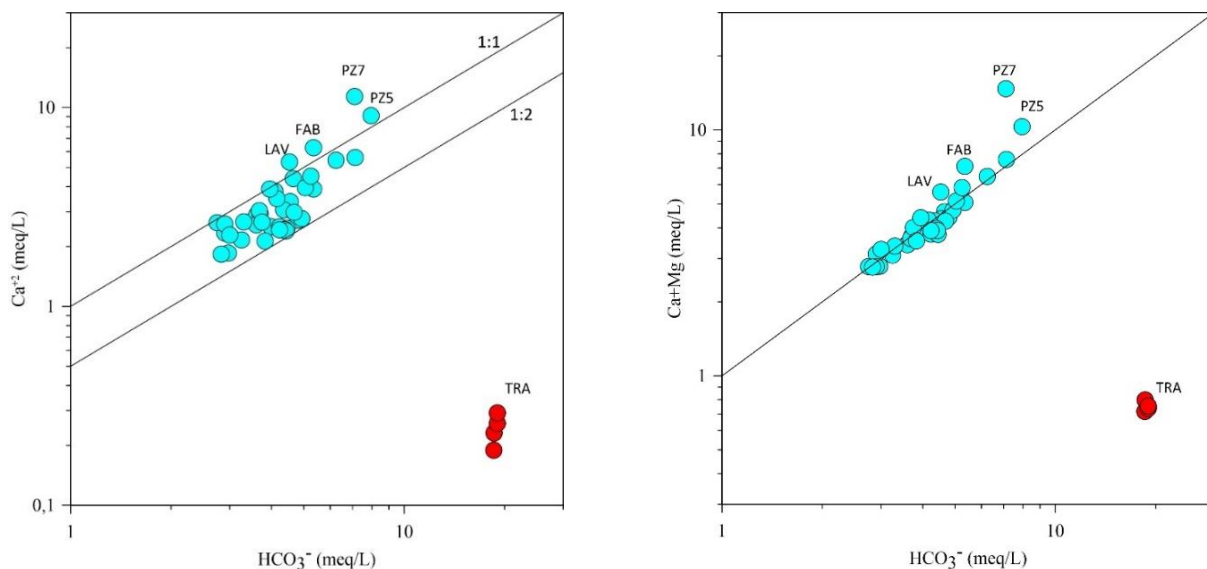 1:1
PZ7
10
PZ5
1:2
FAB
LAV
Ca⁺² (meq/L)
1
TRA
0,1
1
10
HCO₃⁻ (meq/L)
PZ7
PZ5
10
FAB
LAV
Ca+Mg (meq/L)
1
TRA
1
10
HCO₃⁻ (meq/L)